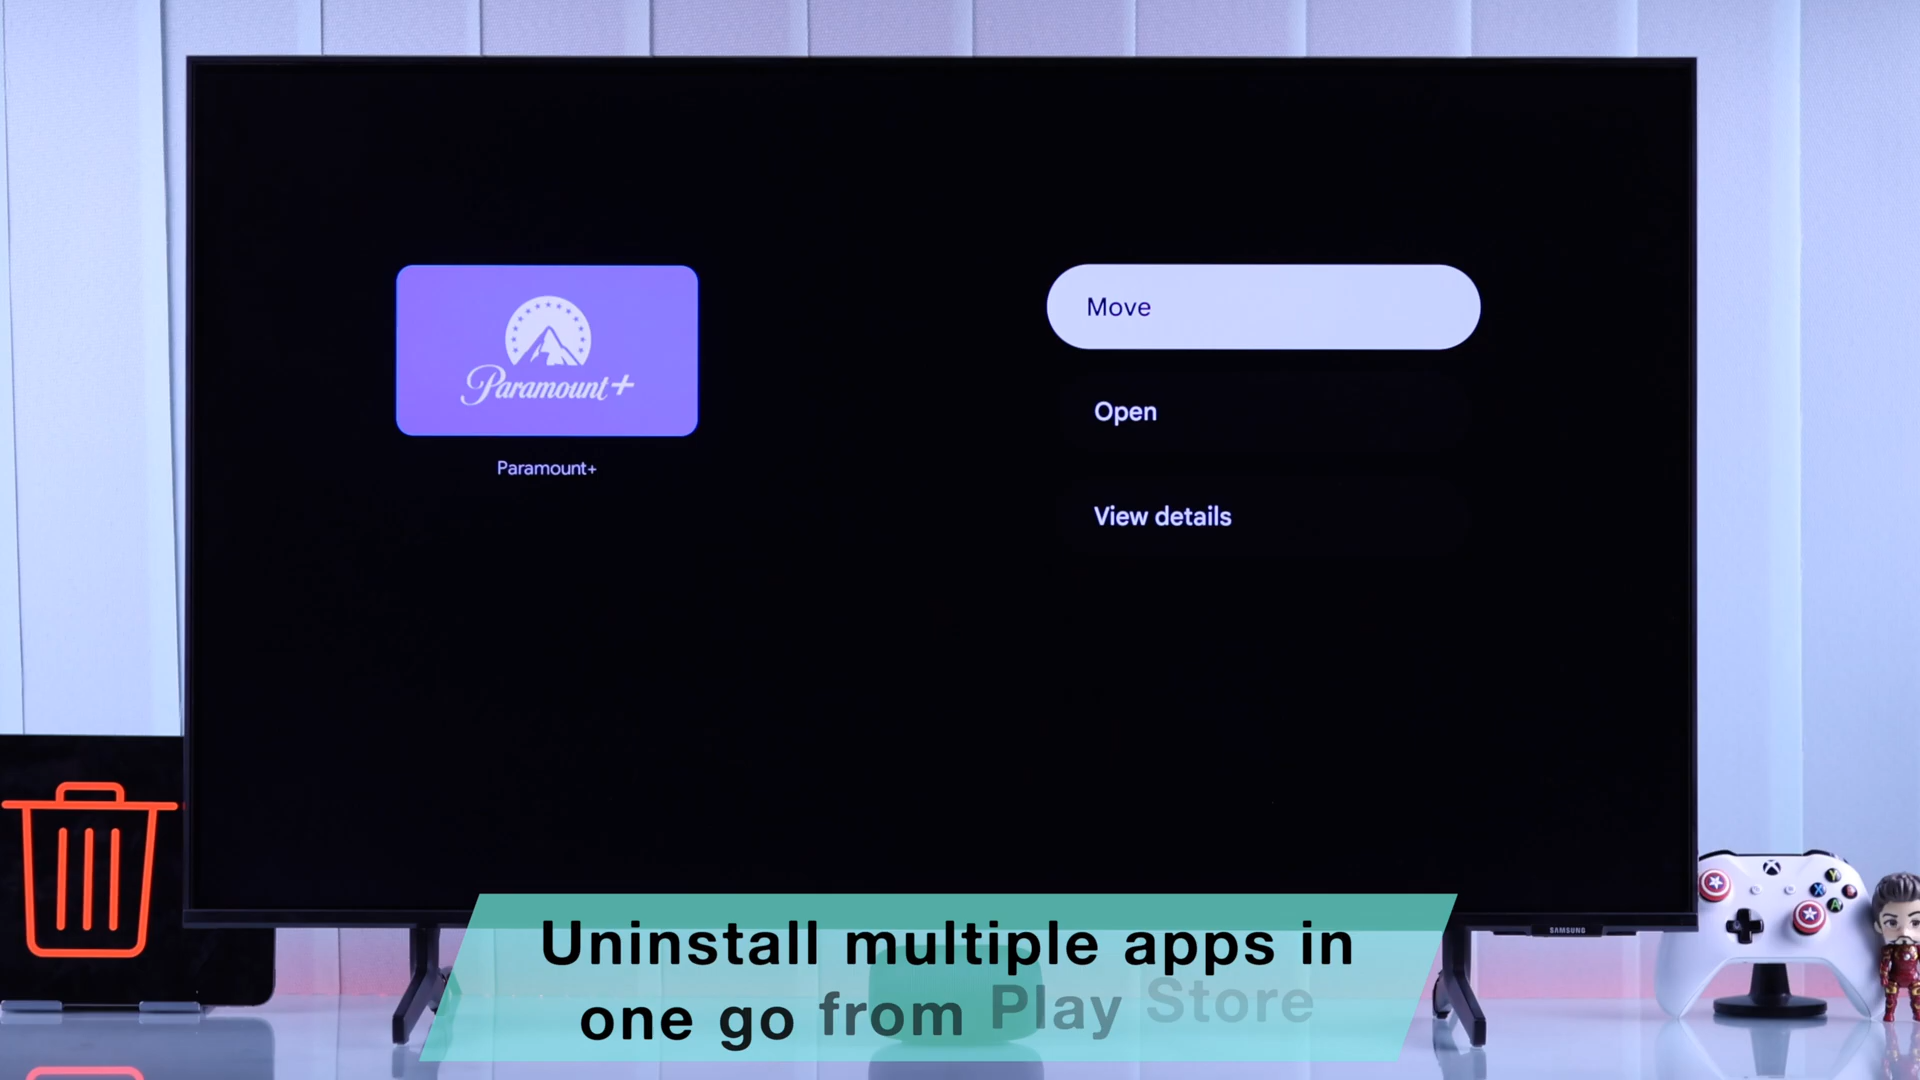 Paramount+
Paramount+
Move
Open
View details
SAMSUNG
Y
X
A
Uninstall multiple apps in
one go from Play Store